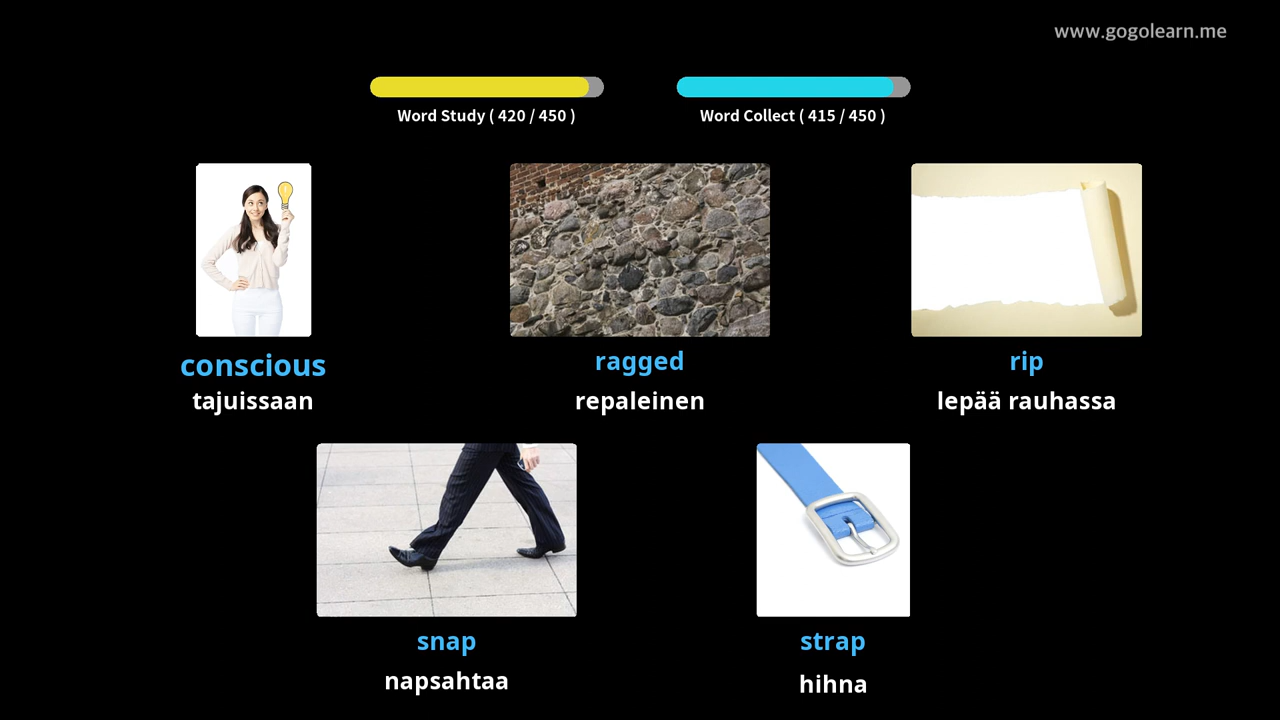 www.gogolearn.me
Word Study ( 420 / 450 )
Word Collect ( 415 / 450 )
conscious
tajuissaan
ragged
repaleinen
rip
lepää rauhassa
snap
napsahtaa
strap
hihna